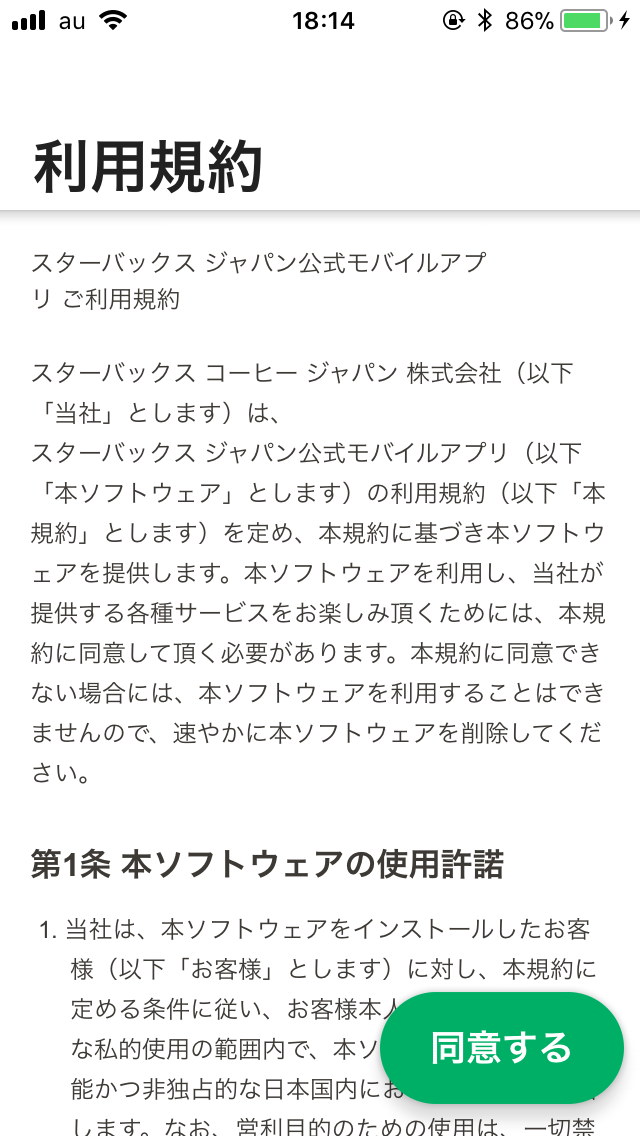 au
18:14
86%
利用規約
スターバックス ジャパン公式モバイルアプ
リ ご利用規約
スターバックス コーヒー ジャパン 株式会社（以下
「当社」とします）は、
スターバックス ジャパン公式モバイルアプリ（以下
「本ソフトウェア」とします）の利用規約（以下「本
規約」とします）を定め、本規約に基づき本ソフトウ
ェアを提供します。本ソフトウェアを利用し、当社が
提供する各種サービスをお楽しみ頂くためには、本規
約に同意して頂く必要があります。本規約に同意でき
ない場合には、本ソフトウェアを利用することはでき
ませんので、速やかに本ソフトウェアを削除してくだ
さい。
第1条 本ソフトウェアの使用許諾
1. 当社は、本ソフトウェアをインストールしたお客
様（以下「お客様」とします）に対し、本規約に
定める条件に従い、お客様本人
な私的使用の範囲内で、本ソ
能かつ非独占的な日本国内にお
します。なお、営利目的のための使用は、一切禁
同意する